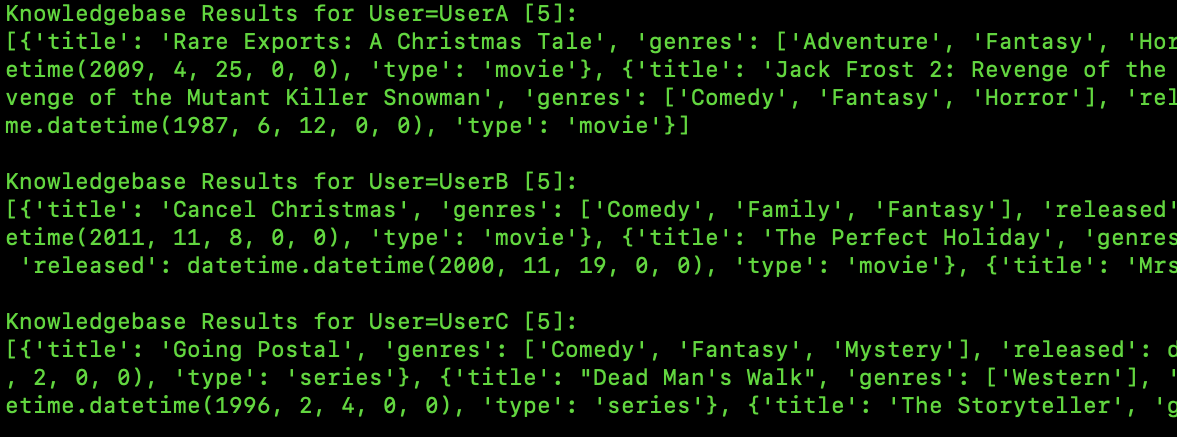 Knowledgebase Results for User=UserA [5]:
[{'title': 'Rare Exports: A Christmas Tale', 'genres': ['Adventure', 'Fantasy', 'Hor
etime(2009, 4, 25, 0, 0), 'type': 'movie'}, {'title': 'Jack Frost 2: Revenge of the
venge of the Mutant Killer Snowman', 'genres': ['Comedy', 'Fantasy', 'Horror'], 'rel
me.datetime(1987, 6, 12, 0, 0), 'type': 'movie'}]
Knowledgebase Results for User=UserB [5]:
[{'title': 'Cancel Christmas', 'genres': ['Comedy', 'Family', 'Fantasy'], 'released'
etime(2011, 11, 8, 0, 0), 'type': 'movie'}, {'title': 'The Perfect Holiday', 'genres
'released': datetime.datetime(2000, 11, 19, 0, 0), 'type': 'movie'}, {'title': 'Mrs
Knowledgebase Results for User=UserC [5]:
[{'title': 'Going Postal', 'genres': ['Comedy', 'Fantasy', 'Mystery'], 'released': d
, 2, 0, 0), 'type': 'series'}, {'title': "Dead Man's Walk", 'genres': ['Western'], '
etime.datetime(1996, 2, 4, 0, 0), 'type': 'series'}, {'title': 'The Storyteller', 'g